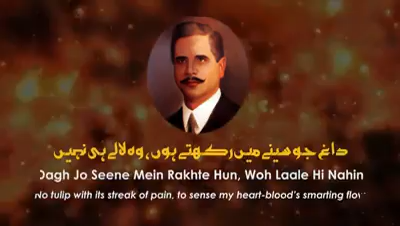 داغ جو سینے میں رکھتے ہوں، وہ لالے ہی نہیں
Dagh Jo Seene Mein Rakhte Hun, Woh Laale Hi Nahin
No tulip with its streak of pain, to sense my heart-blood's smarting flow